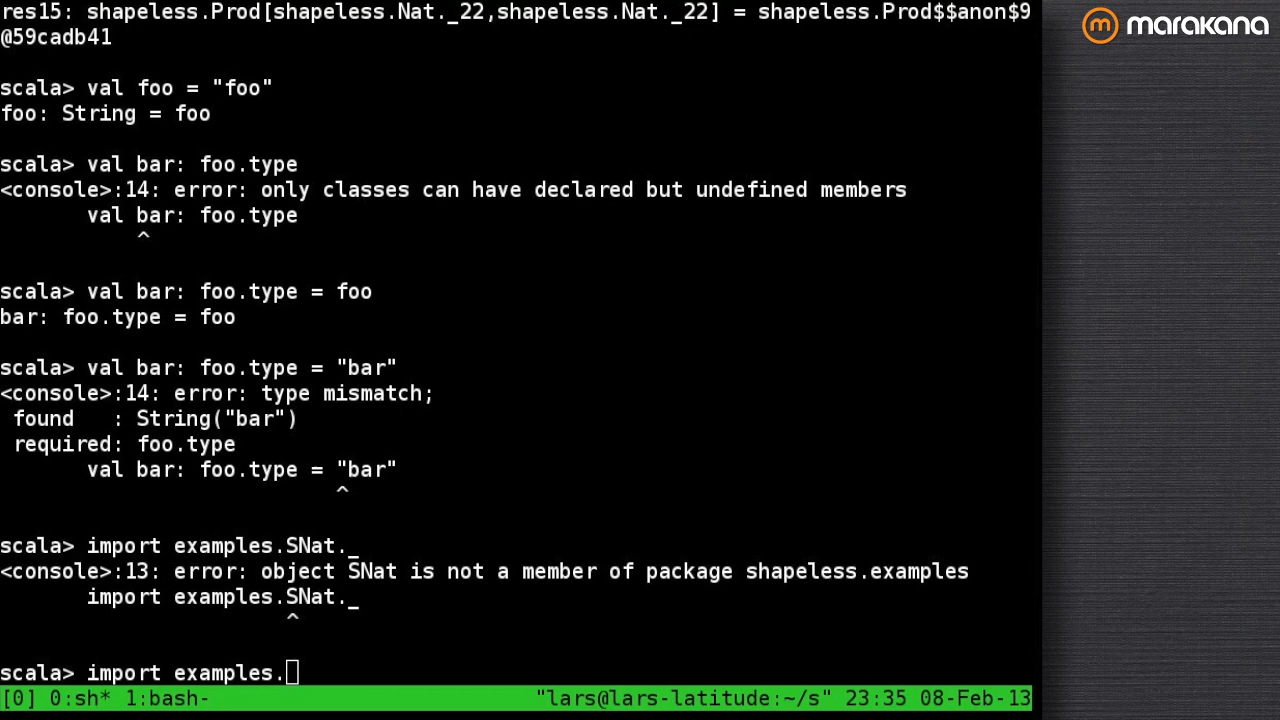 res15: shapeless.Prod[shapeless.Nat._22,shapeless.Nat._22] = shapeless.Prod$$anon$9
@59cadb41
scala> val foo = "foo"
foo: String = foo
scala> val bar: foo.type
<console>:14: error: only classes can have declared but undefined members
       val bar: foo.type
           ^
scala> val bar: foo.type = foo
bar: foo.type = foo
scala> val bar: foo.type = "bar"
<console>:14: error: type mismatch;
 found   : String("bar")
 required: foo.type
       val bar: foo.type = "bar"
                           ^
scala> import examples.SNat._
<console>:13: error: object SNat is not a member of package shapeless.examples
       import examples.SNat._
                       ^
scala> import examples.
[0] 0:sh* 1:bash- "lars@lars-latitude:~/s" 23:35 08-Feb-13
m marakana